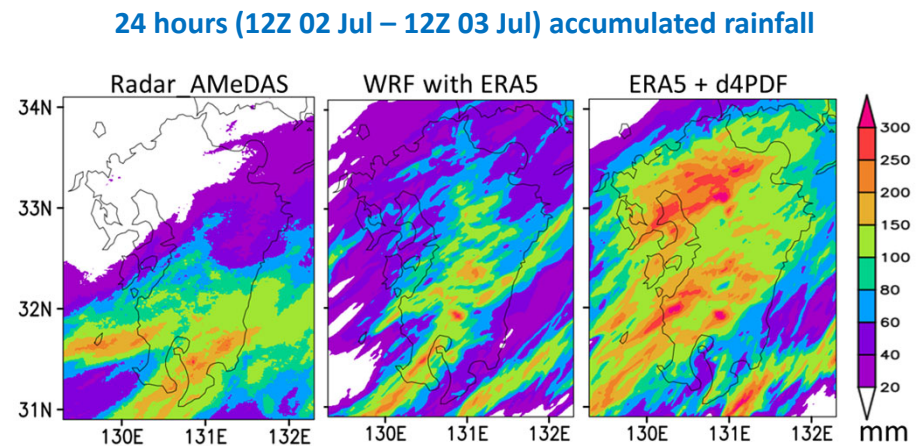 24 hours (12Z 02 Jul – 12Z 03 Jul) accumulated rainfall
Radar_AMeDAS WRF with ERA5 ERA5 + d4PDF
34N
33N
32N
31N
130E 131E 132E 130E 131E 132E 130E 131E 132E
300
250
200
150
100
80
60
40
20
mm